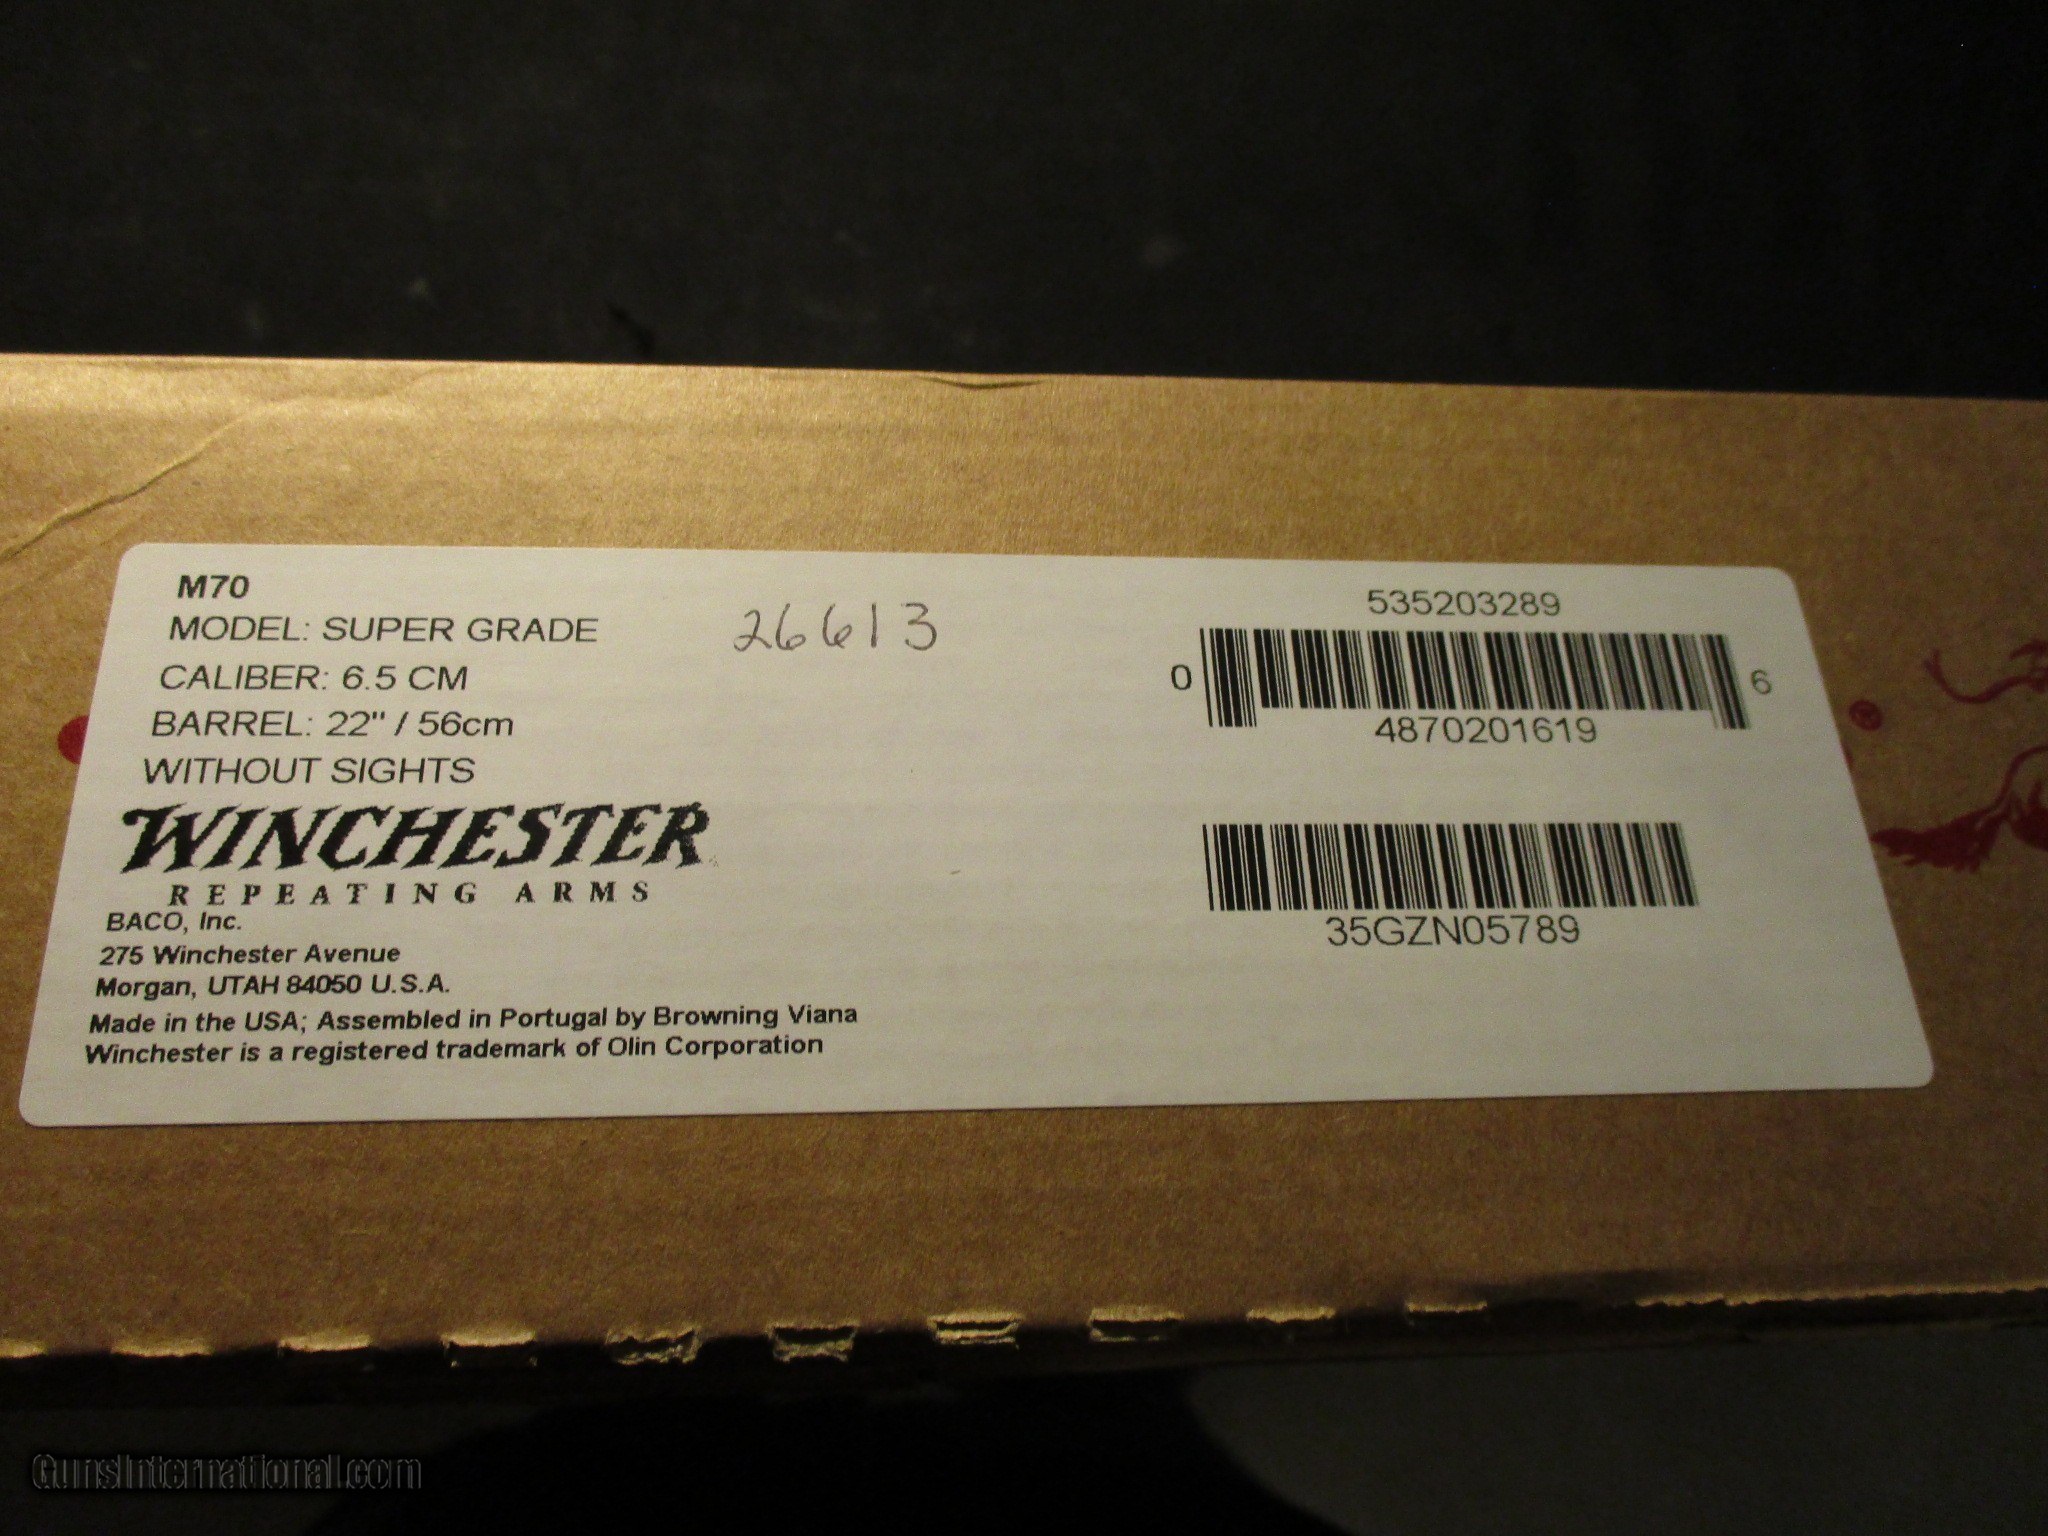 M70
MODEL: SUPER GRADE
CALIBER: 6.5 CM
BARREL: 22" / 56cm
WITHOUT SIGHTS
WINCHESTER
REPEATING ARMS
BACO, Inc.
275 Winchester Avenue
Morgan, UTAH 84050 U.S.A.
Made in the USA; Assembled in Portugal by Browning Viana
Winchester is a registered trademark of Olin Corporation
26613
535203289
0 6
4870201619
35GZN05789
®
GunsInternational.com